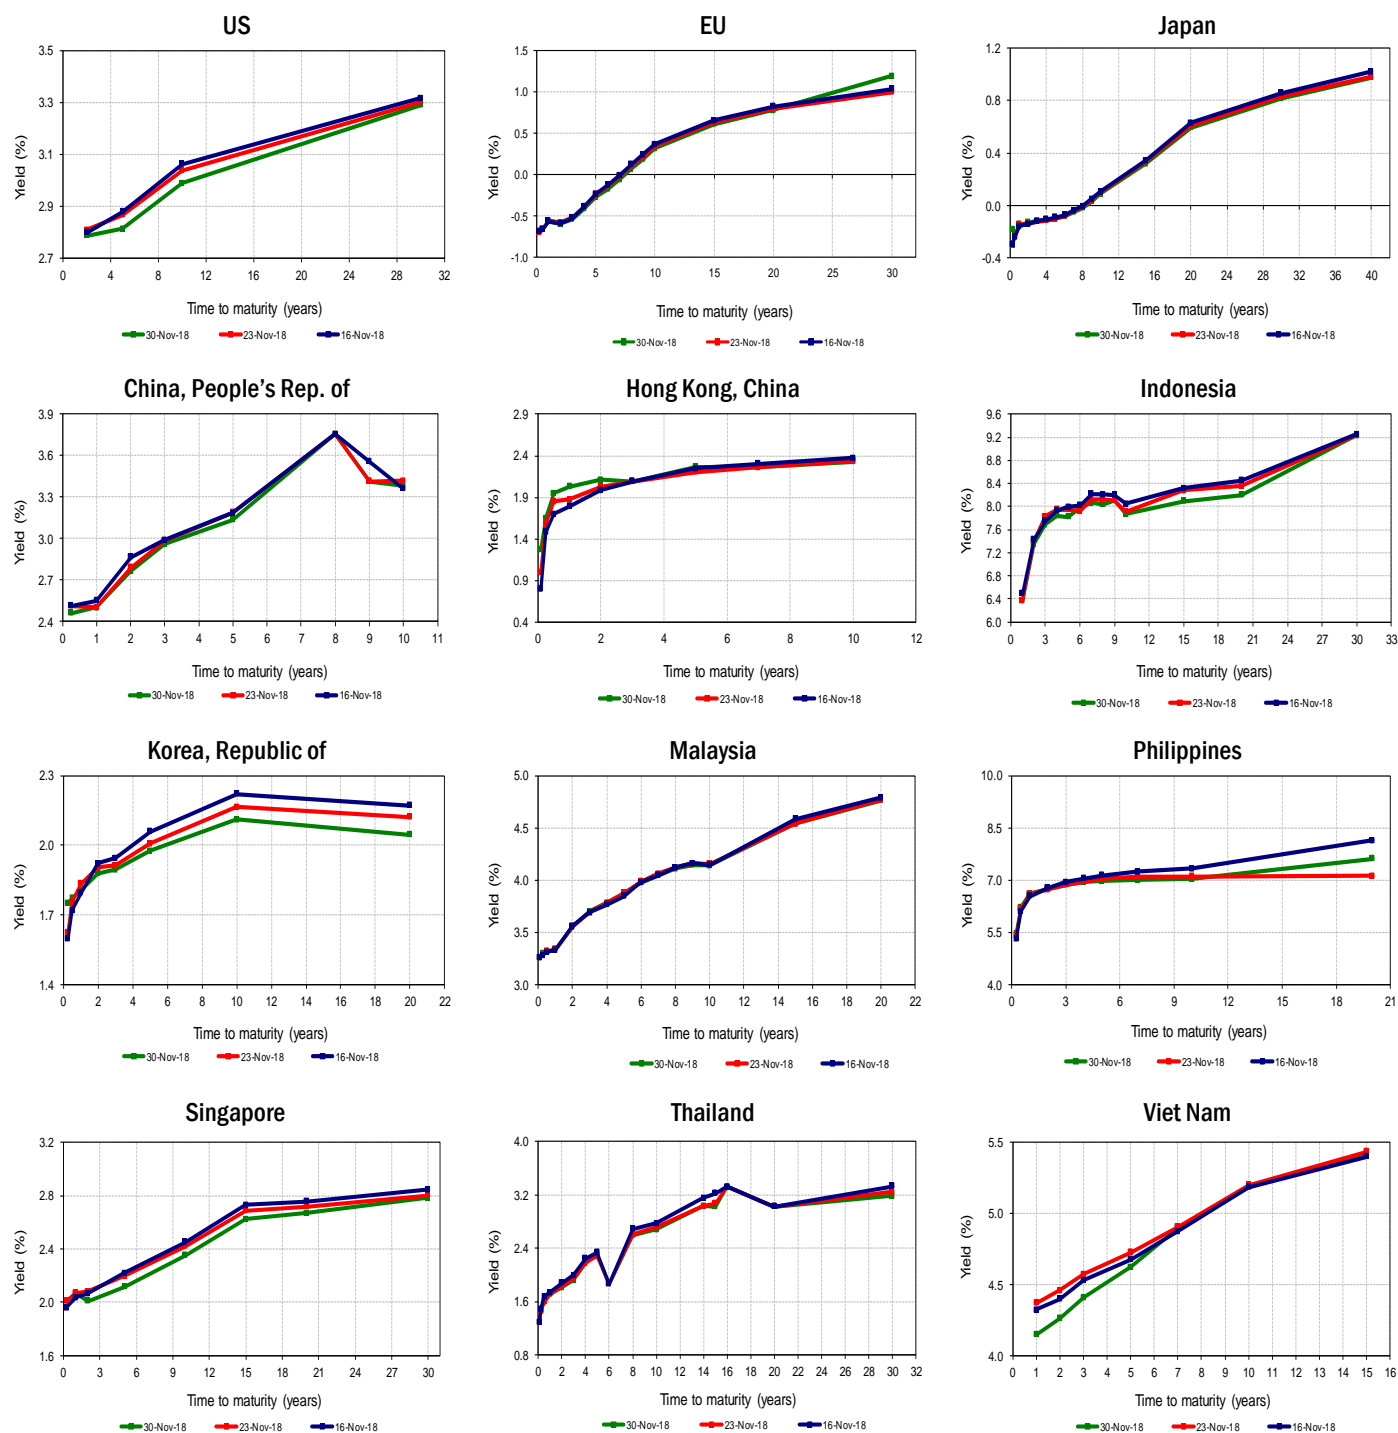 US
EU
Japan
3.5
3.3
3.1
2.9
2.7
Yield (%)
0 4 8 12 16 20 24 28 32
Time to maturity (years)
30-Nov-18 23-Nov-18 16-Nov-18
1.5
1.0
0.5
0.0
-0.5
-1.0
Yield (%)
5 10 15 20 25 30
Time to maturity (years)
30-Nov-18 23-Nov-18 16-Nov-18
1.2
0.8
0.4
0.0
-0.4
Yield (%)
0 4 8 12 16 20 24 28 32 36 40
Time to maturity (years)
30-Nov-18 23-Nov-18 16-Nov-18
China, People's Rep. of
Hong Kong, China
Indonesia
3.9
3.6
3.3
3.0
2.7
2.4
Yield (%)
0 1 2 3 4 5 6 7 8 9 10 11
Time to maturity (years)
30-Nov-18 23-Nov-18 16-Nov-18
2.9
2.4
1.9
1.4
0.9
0.4
Yield (%)
0 2 4 6 8 10 12
Time to maturity (years)
30-Nov-18 23-Nov-18 16-Nov-18
9.6
9.2
8.8
8.4
8.0
7.6
7.2
6.8
6.4
6.0
Yield (%)
0 3 6 9 12 15 18 21 24 27 30 33
Time to maturity (years)
30-Nov-18 23-Nov-18 16-Nov-18
Korea, Republic of
Malaysia
Philippines
2.3
2.0
1.7
1.4
Yield (%)
0 2 4 6 8 10 12 14 16 18 20 22
Time to maturity (years)
30-Nov-18 23-Nov-18 16-Nov-18
5.0
4.5
4.0
3.5
3.0
Yield (%)
0 2 4 6 8 10 12 14 16 18 20 22
Time to maturity (years)
30-Nov-18 23-Nov-18 16-Nov-18
10.0
8.5
7.0
5.5
4.0
Yield (%)
0 3 6 9 12 15 18 21
Time to maturity (years)
30-Nov-18 23-Nov-18 16-Nov-18
Singapore
Thailand
Viet Nam
3.2
2.8
2.4
2.0
1.6
Yield (%)
0 3 6 9 12 15 18 21 24 27 30
Time to maturity (years)
30-Nov-18 23-Nov-18 16-Nov-18
4.0
3.2
2.4
1.6
0.8
Yield (%)
0 2 4 6 8 10 12 14 16 18 20 22 24 26 28 30 32
Time to maturity (years)
30-Nov-18 23-Nov-18 16-Nov-18
5.5
5.0
4.5
4.0
Yield (%)
0 1 2 3 4 5 6 7 8 9 10 11 12 13 14 15 16
Time to maturity (years)
30-Nov-18 23-Nov-18 16-Nov-18